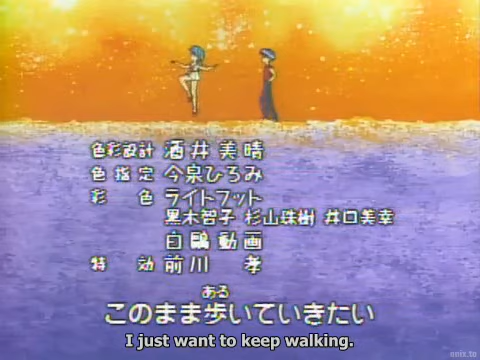 色彩設計 酒井美晴
色指定 今泉ひろみ
彩色 ライトフット
黒木智子 杉山珠樹 井口美幸
白鴎動画
特効 前川 孝
ある
このまま歩いていきたい
I just want to keep walking.